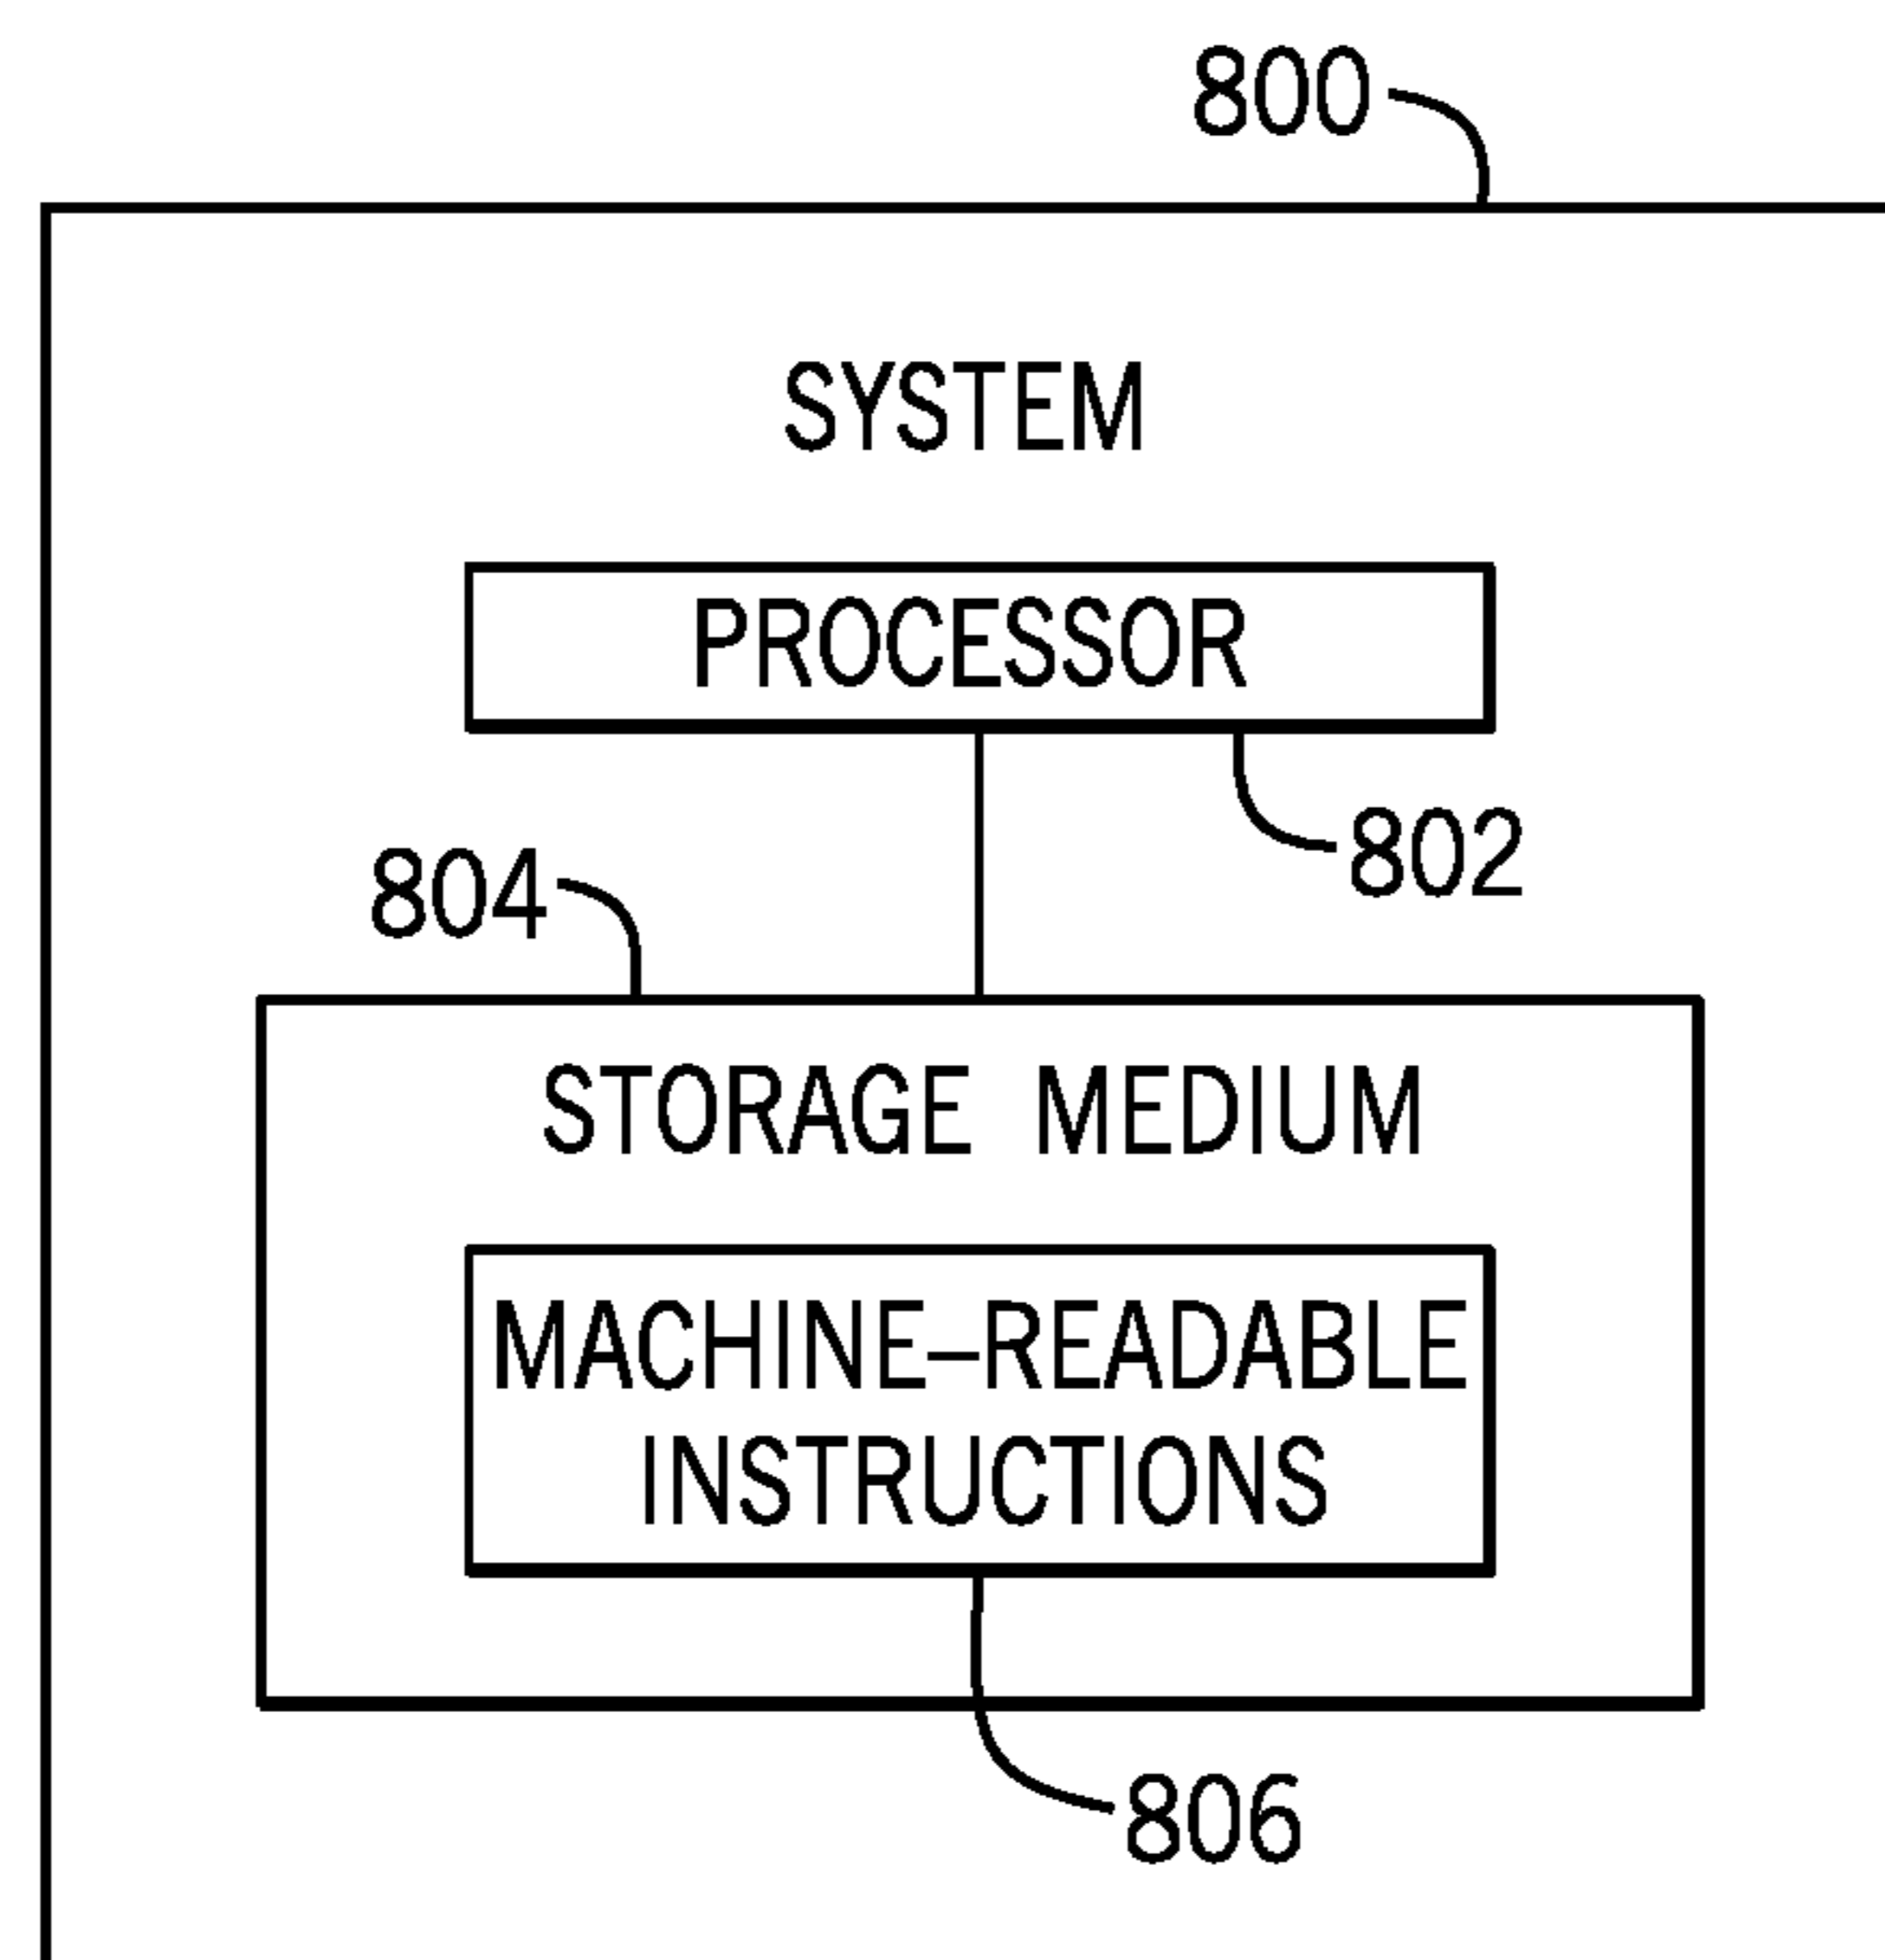 800
SYSTEM
PROCESSOR
802
804
STORAGE MEDIUM
MACHINE–READABLE
INSTRUCTIONS
806